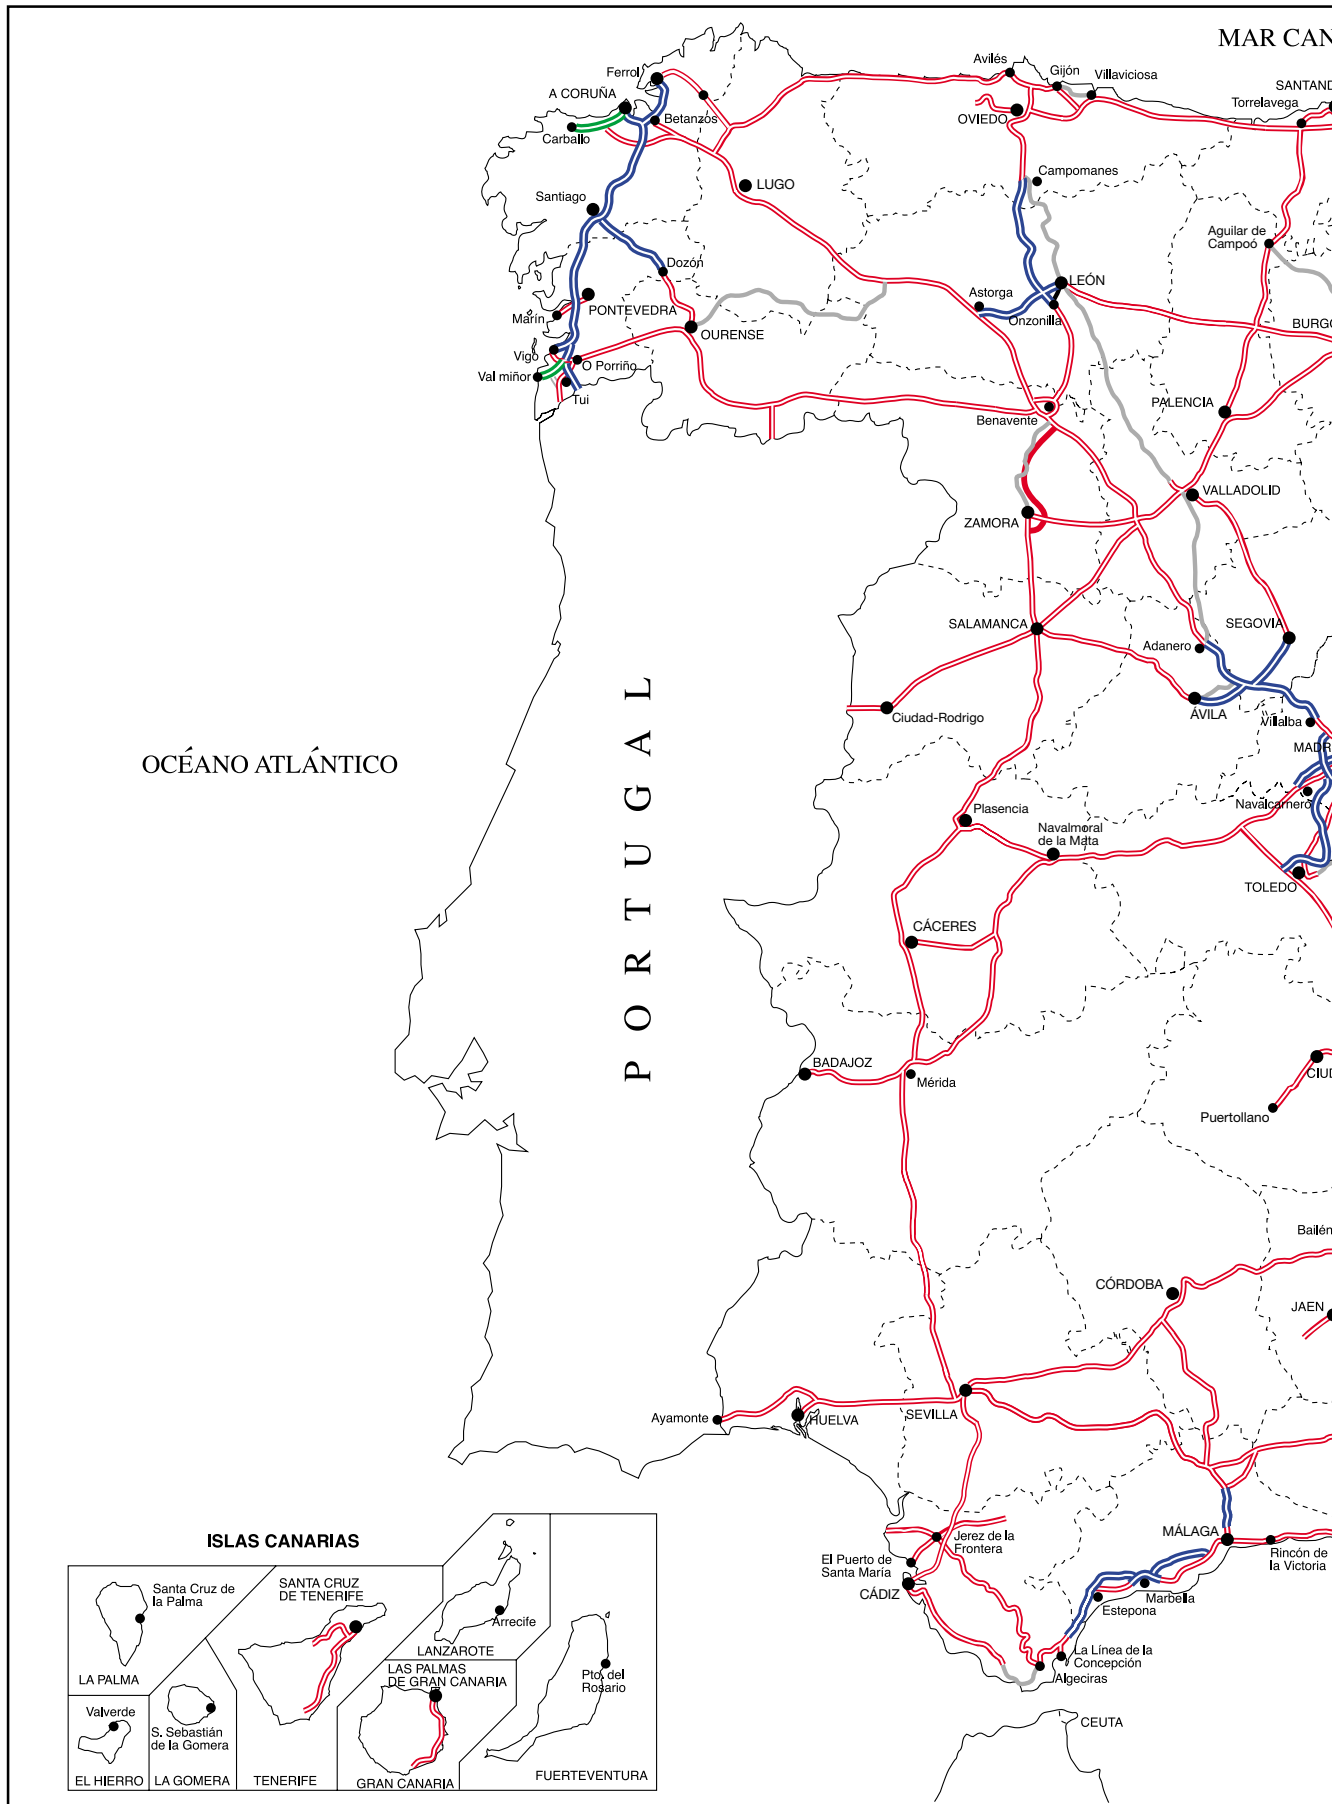 MAR CAN
Avilés
Gijón
Villaviciosa
Ferrol
SANTAND
A CORUÑA
Torrelavega
OVIEDO
Betanzos
Carballo
Campomanes
LUGO
Santiago
Aguilar de
Campoó
Dozón
LEÓN
Astorga
PONTEVEDRA
Marín
Onzonilla
BURGO
OURENSE
Vigo
O Porriño
Val miñor
Tui
PALENCIA
Benavente
VALLADOLID
ZAMORA
SALAMANCA
SEGOVIA
Adanero
ÁVILA
Ciudad-Rodrigo
Villalba
MADR
OCÉANO ATLÁNTICO
PORTUGAL
Navalcarnero
Plasencia
Navalmoral
de la Mata
TOLEDO
CÁCERES
BADAJOZ
Mérida
CIUD
Puertollano
Bailén
CÓRDOBA
JAEN
Ayamonte
HUELVA
SEVILLA
MÁLAGA
Jerez de la
Frontera
Rincón de
la Victoria
El Puerto de
Santa María
CÁDIZ
Marbella
Estepona
La Línea de la
Concepción
Algeciras
CEUTA
ISLAS CANARIAS
Santa Cruz de
la Palma
SANTA CRUZ
DE TENERIFE
Arrecife
LANZAROTE
LA PALMA
LAS PALMAS
DE GRAN CANARIA
Pto. del
Rosario
Valverde
S. Sebastián
de la Gomera
EL HIERRO
LA GOMERA
TENERIFE
GRAN CANARIA
FUERTEVENTURA